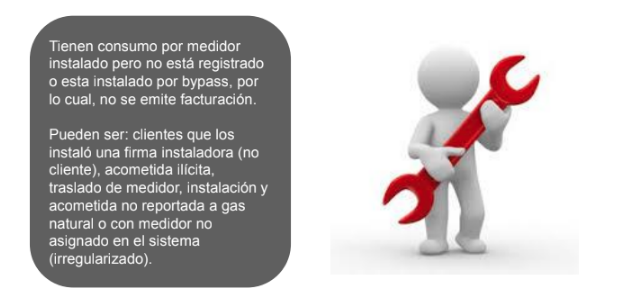 Tienen consumo por medidor
instalado pero no está registrado
o esta instalado por bypass, por
lo cual, no se emite facturación.
Pueden ser: clientes que los
instaló una firma instaladora (no
cliente), acometida ilícita,
traslado de medidor, instalación y
acometida no reportada a gas
natural o con medidor no
asignado en el sistema
(irregularizado).